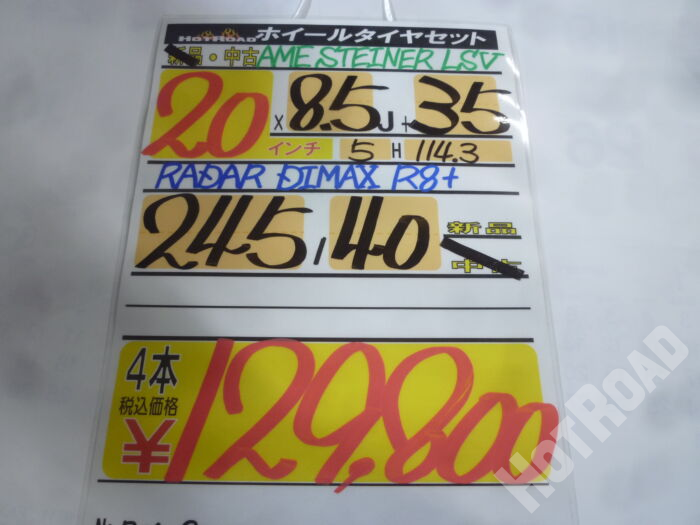 HOTROAD ホイールタイヤセット
新品・中古 AME STEINER LSV
20 インチ × 8.5 J + 35
5 H 114.3
RADAR DIMAX R8+
245 / 40 新品
中古
4本
税込価格
¥129,800
HOTROAD